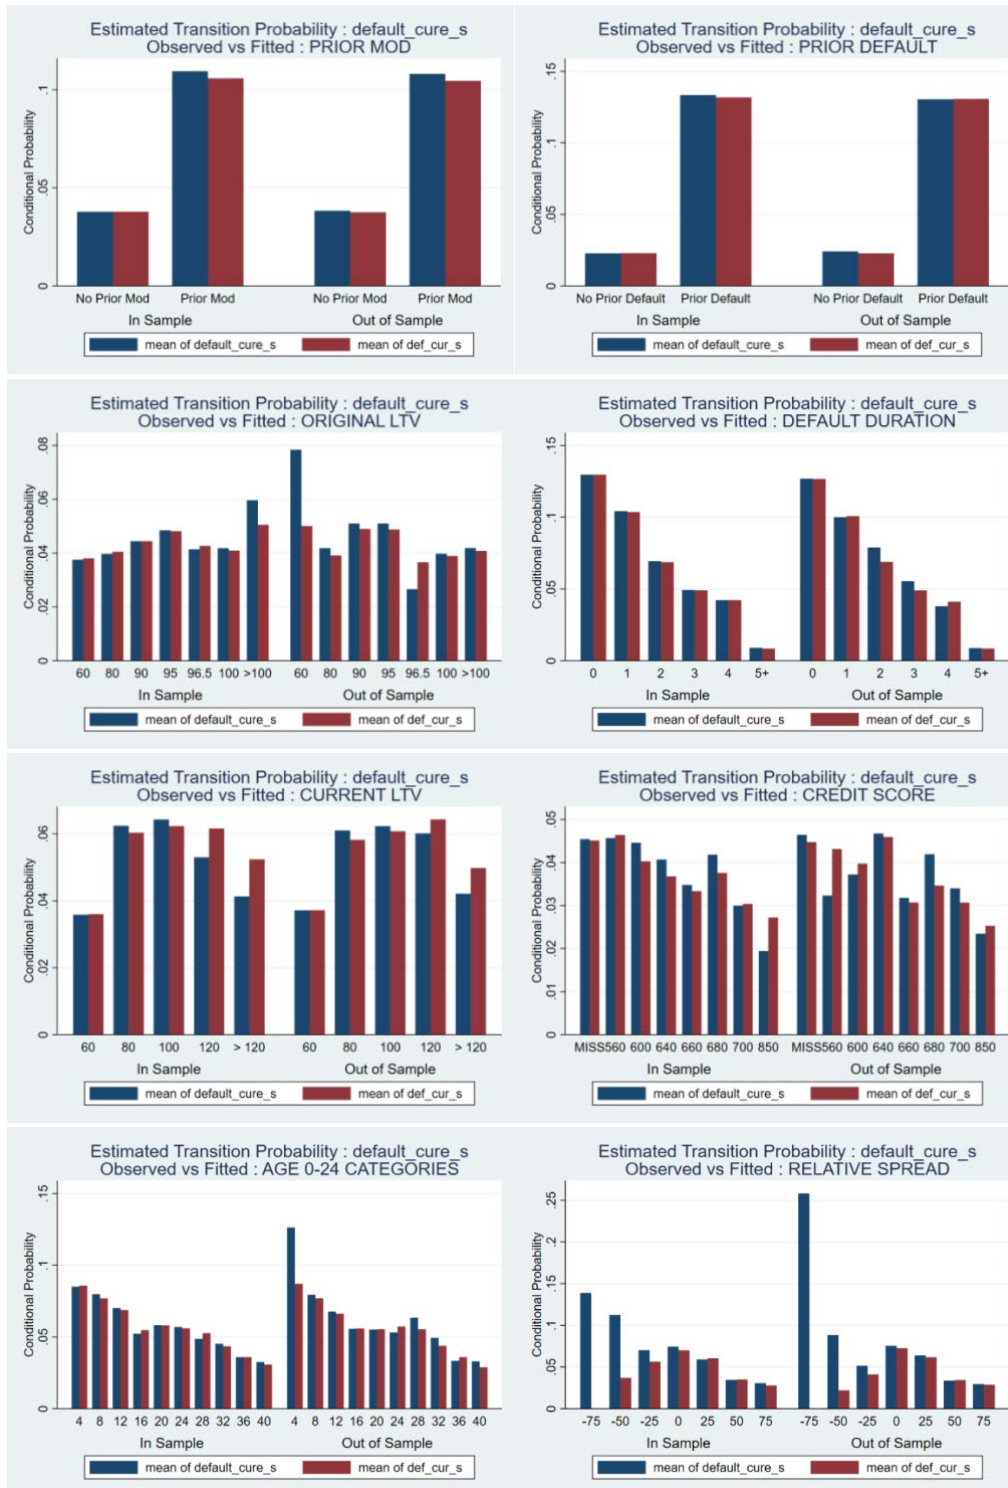 Estimated Transition Probability : default_cure_s
Observed vs Fitted : PRIOR MOD
Conditional Probability
0 .05 .1
No Prior Mod Prior Mod No Prior Mod Prior Mod
In Sample Out of Sample
mean of default_cure_s mean of def_cur_s
Estimated Transition Probability : default_cure_s
Observed vs Fitted : PRIOR DEFAULT
Conditional Probability
0 .05 .1 .15
No Prior Default Prior Default No Prior Default Prior Default
In Sample Out of Sample
mean of default_cure_s mean of def_cur_s
Estimated Transition Probability : default_cure_s
Observed vs Fitted : ORIGINAL LTV
Conditional Probability
0 .02 .04 .06 .08
60 80 90 95 96.5 100 >100 60 80 90 95 96.5 100 >100
In Sample Out of Sample
mean of default_cure_s mean of def_cur_s
Estimated Transition Probability : default_cure_s
Observed vs Fitted : DEFAULT DURATION
Conditional Probability
0 .05 .1 .15
0 1 2 3 4 5+ 0 1 2 3 4 5+
In Sample Out of Sample
mean of default_cure_s mean of def_cur_s
Estimated Transition Probability : default_cure_s
Observed vs Fitted : CURRENT LTV
Conditional Probability
0 .02 .04 .06
60 80 100 120 > 120 60 80 100 120 > 120
In Sample Out of Sample
mean of default_cure_s mean of def_cur_s
Estimated Transition Probability : default_cure_s
Observed vs Fitted : CREDIT SCORE
Conditional Probability
0 .01 .02 .03 .04 .05
MISS560 600 640 660 680 700 850 MISS560 600 640 660 680 700 850
In Sample Out of Sample
mean of default_cure_s mean of def_cur_s
Estimated Transition Probability : default_cure_s
Observed vs Fitted : AGE 0-24 CATEGORIES
Conditional Probability
0 .05 .1 .15
4 8 12 16 20 24 28 32 36 40 4 8 12 16 20 24 28 32 36 40
In Sample Out of Sample
mean of default_cure_s mean of def_cur_s
Estimated Transition Probability : default_cure_s
Observed vs Fitted : RELATIVE SPREAD
Conditional Probability
0 .05 .1 .15 .2 .25
-75 -50 -25 0 25 50 75 -75 -50 -25 0 25 50 75
In Sample Out of Sample
mean of default_cure_s mean of def_cur_s